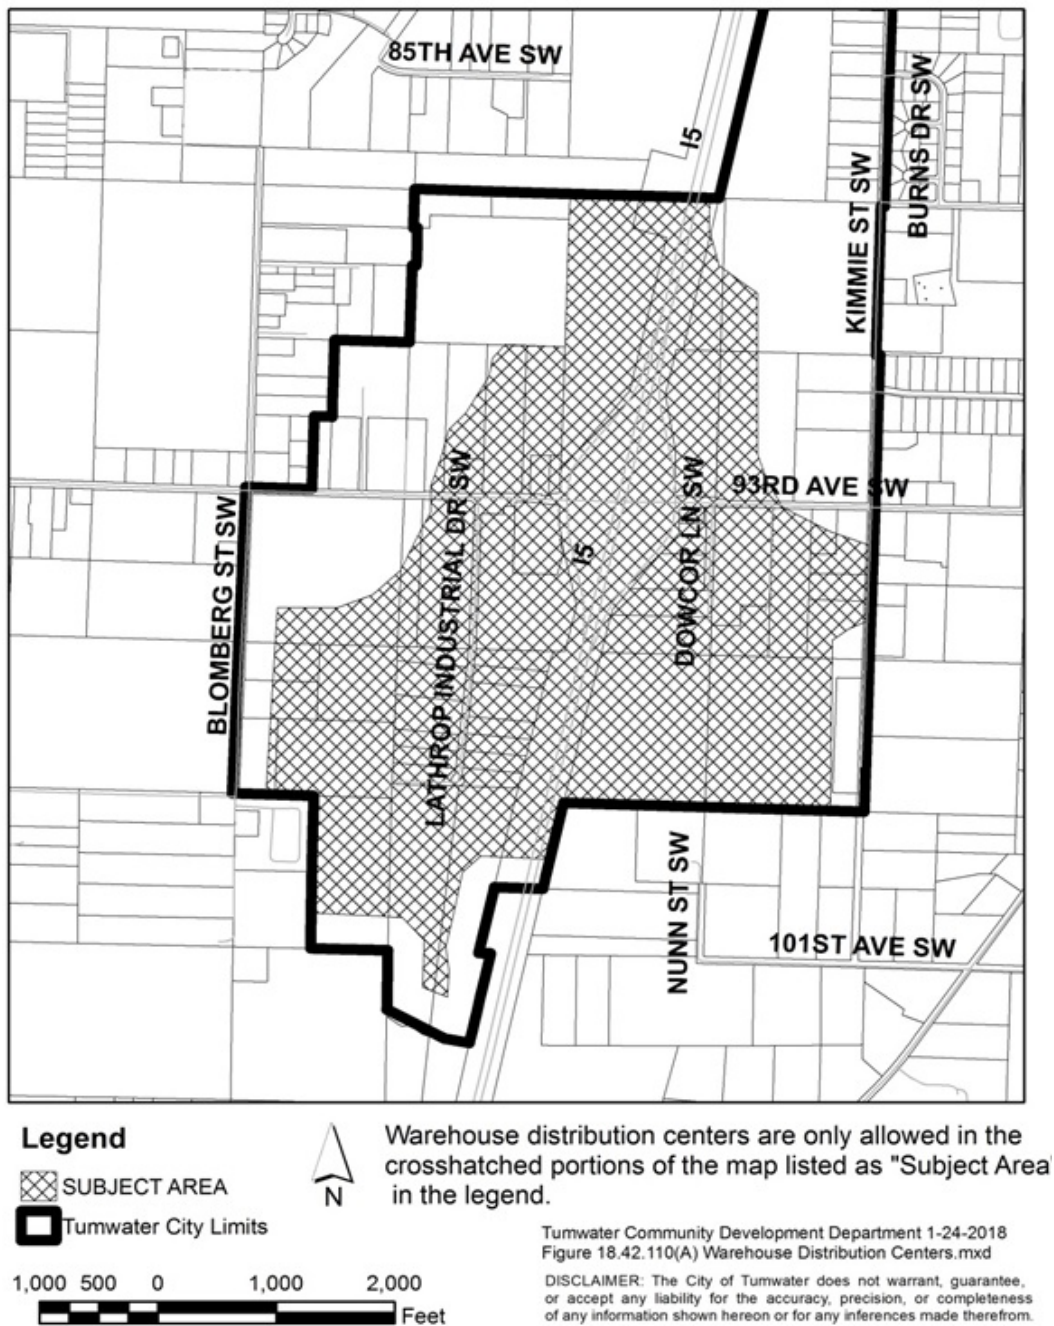 85TH AVE SW
I5
KIMMIE ST SW
BURNS DR SW
93RD AVE SW
BLOMBERG ST SW
LATHROP INDUSTRIAL DR SW
I5
DOWCOR LN SW
NUNN ST SW
101ST AVE SW
Legend
SUBJECT AREA
Tumwater City Limits
N
Warehouse distribution centers are only allowed in the
crosshatched portions of the map listed as "Subject Area"
in the legend.
Tumwater Community Development Department 1-24-2018
Figure 18.42.110(A) Warehouse Distribution Centers.mxd
1,000 500 0 1,000 2,000
Feet
DISCLAIMER: The City of Tumwater does not warrant, guarantee,
or accept any liability for the accuracy, precision, or completeness
of any information shown hereon or for any inferences made therefrom.